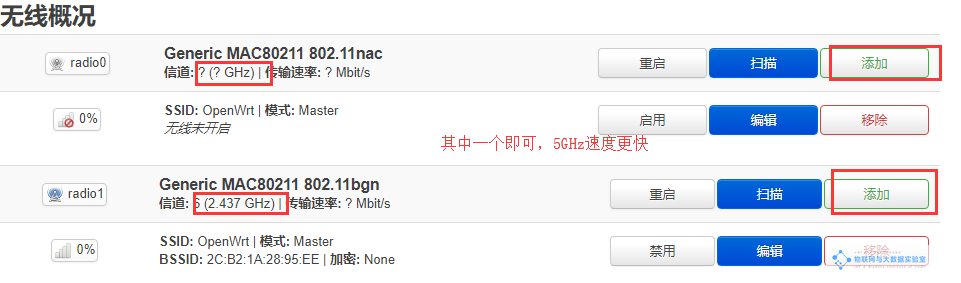 无线概况
radio0
Generic MAC80211 802.11nac
信道: ? (? GHz) | 传输速率: ? Mbit/s
重启 扫描 添加
0%
SSID: OpenWrt | 模式: Master
无线未开启
启用 编辑 移除
其中一个即可，5GHz速度更快
radio1
Generic MAC80211 802.11bgn
信道: 6 (2.437 GHz) | 传输速率: ? Mbit/s
重启 扫描 添加
0%
SSID: OpenWrt | 模式: Master
BSSID: 2C:B2:1A:28:95:EE | 加密: None
禁用 编辑 移除
物联网与大数据实验室